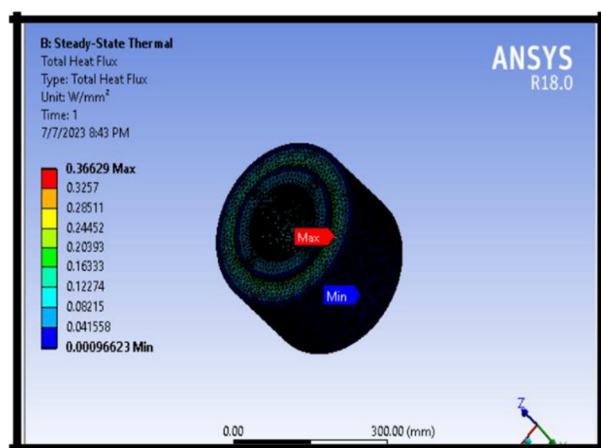 B: Steady-State Thermal
Total Heat Flux
Type: Total Heat Flux
Unit: W/mm²
Time: 1
7/7/2023 8:43 PM
ANSYS
R18.0
0.36629 Max
0.3257
0.28511
0.24452
0.20393
0.16333
0.12274
0.08215
0.041558
0.00096623 Min
Max
Min
0.00
300.00 (mm)
Z